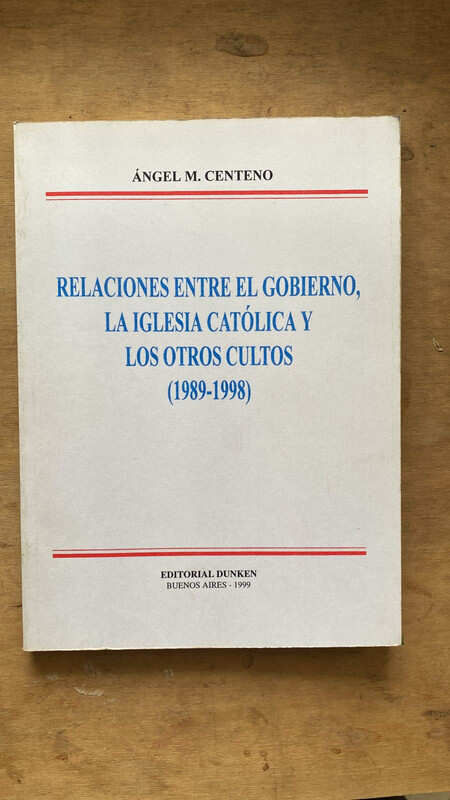 ÁNGEL M. CENTENO
RELACIONES ENTRE EL GOBIERNO,
LA IGLESIA CATÓLICA Y
LOS OTROS CULTOS
(1989-1998)
EDITORIAL DUNKEN
BUENOS AIRES - 1999